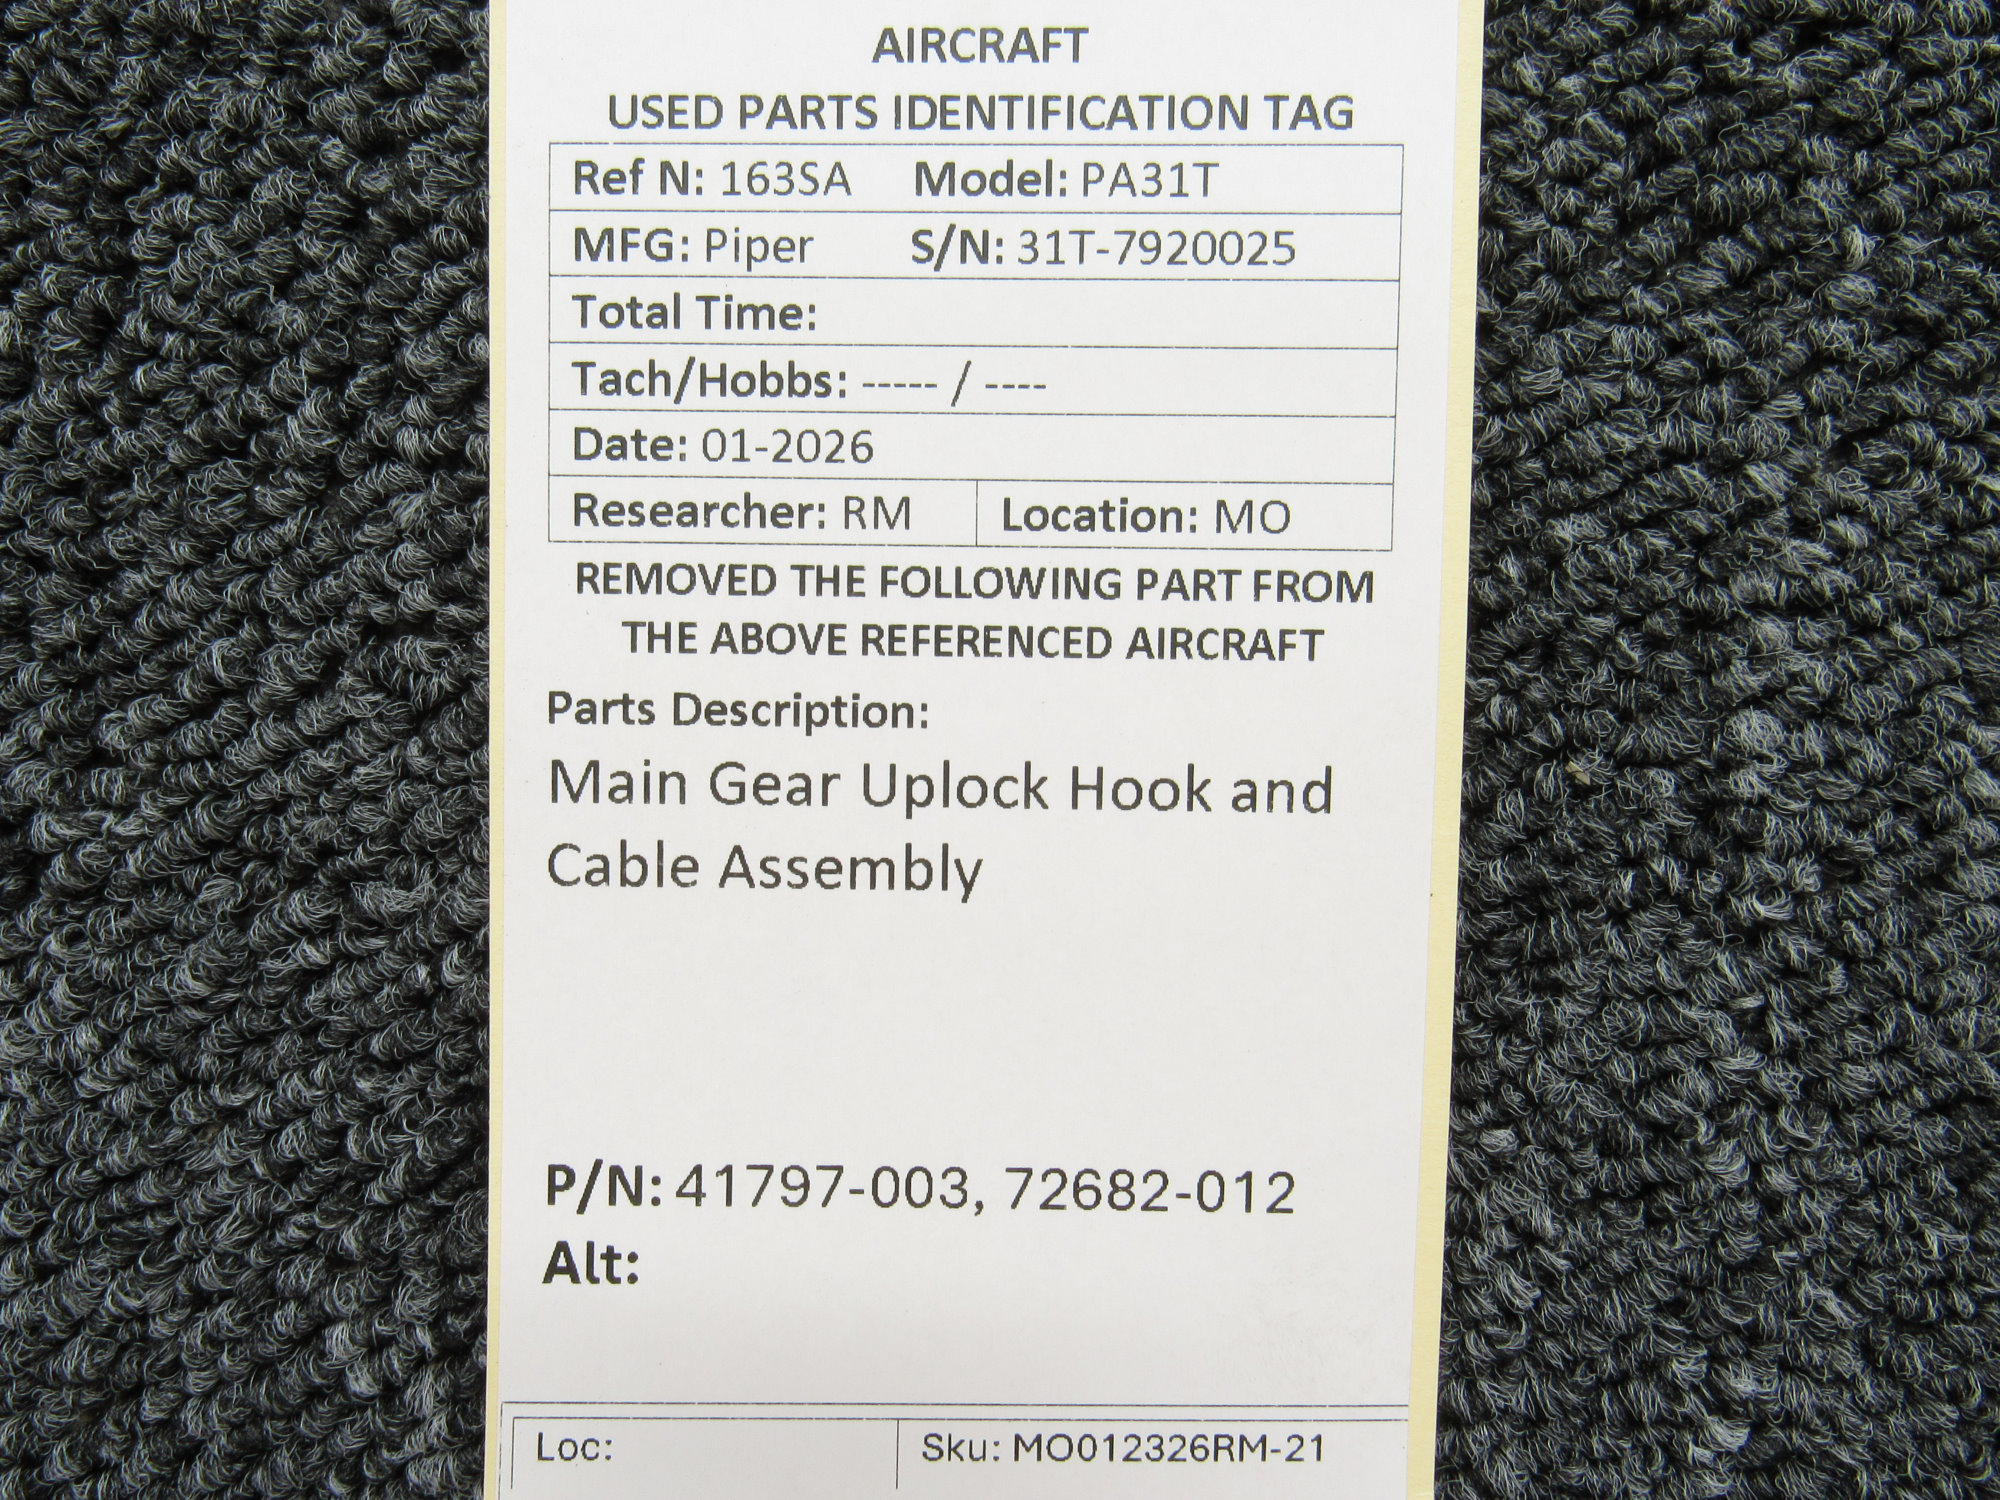 AIRCRAFT
USED PARTS IDENTIFICATION TAG
Ref N: 163SA Model: PA31T
MFG: Piper S/N: 31T-7920025
Total Time:
Tach/Hobbs: ----- / ----
Date: 01-2026
Researcher: RM Location: MO
REMOVED THE FOLLOWING PART FROM
THE ABOVE REFERENCED AIRCRAFT
Parts Description:
Main Gear Uplock Hook and
Cable Assembly
P/N: 41797-003, 72682-012
Alt:
Loc: Sku: MO012326RM-21